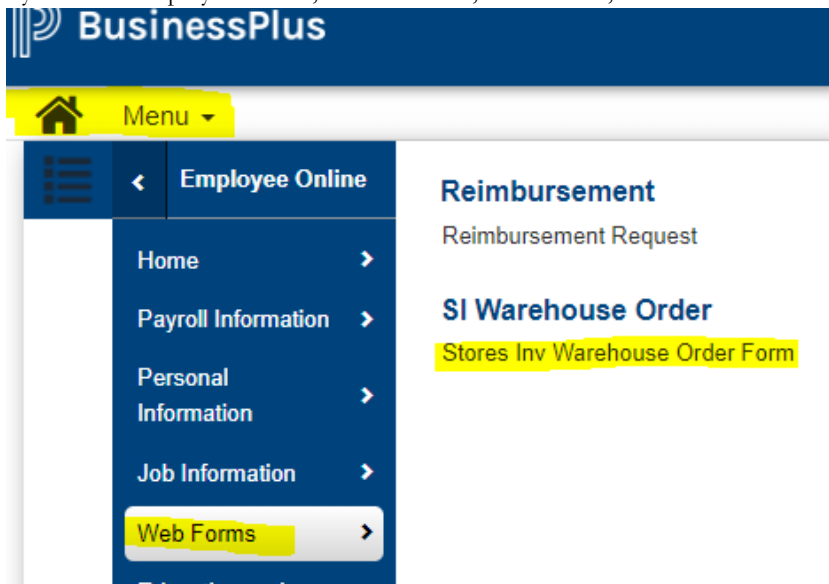 BusinessPlus
Menu
Employee Online
Home
Payroll Information
Personal
Information
Job Information
Web Forms
Reimbursement
Reimbursement Request
SI Warehouse Order
Stores Inv Warehouse Order Form